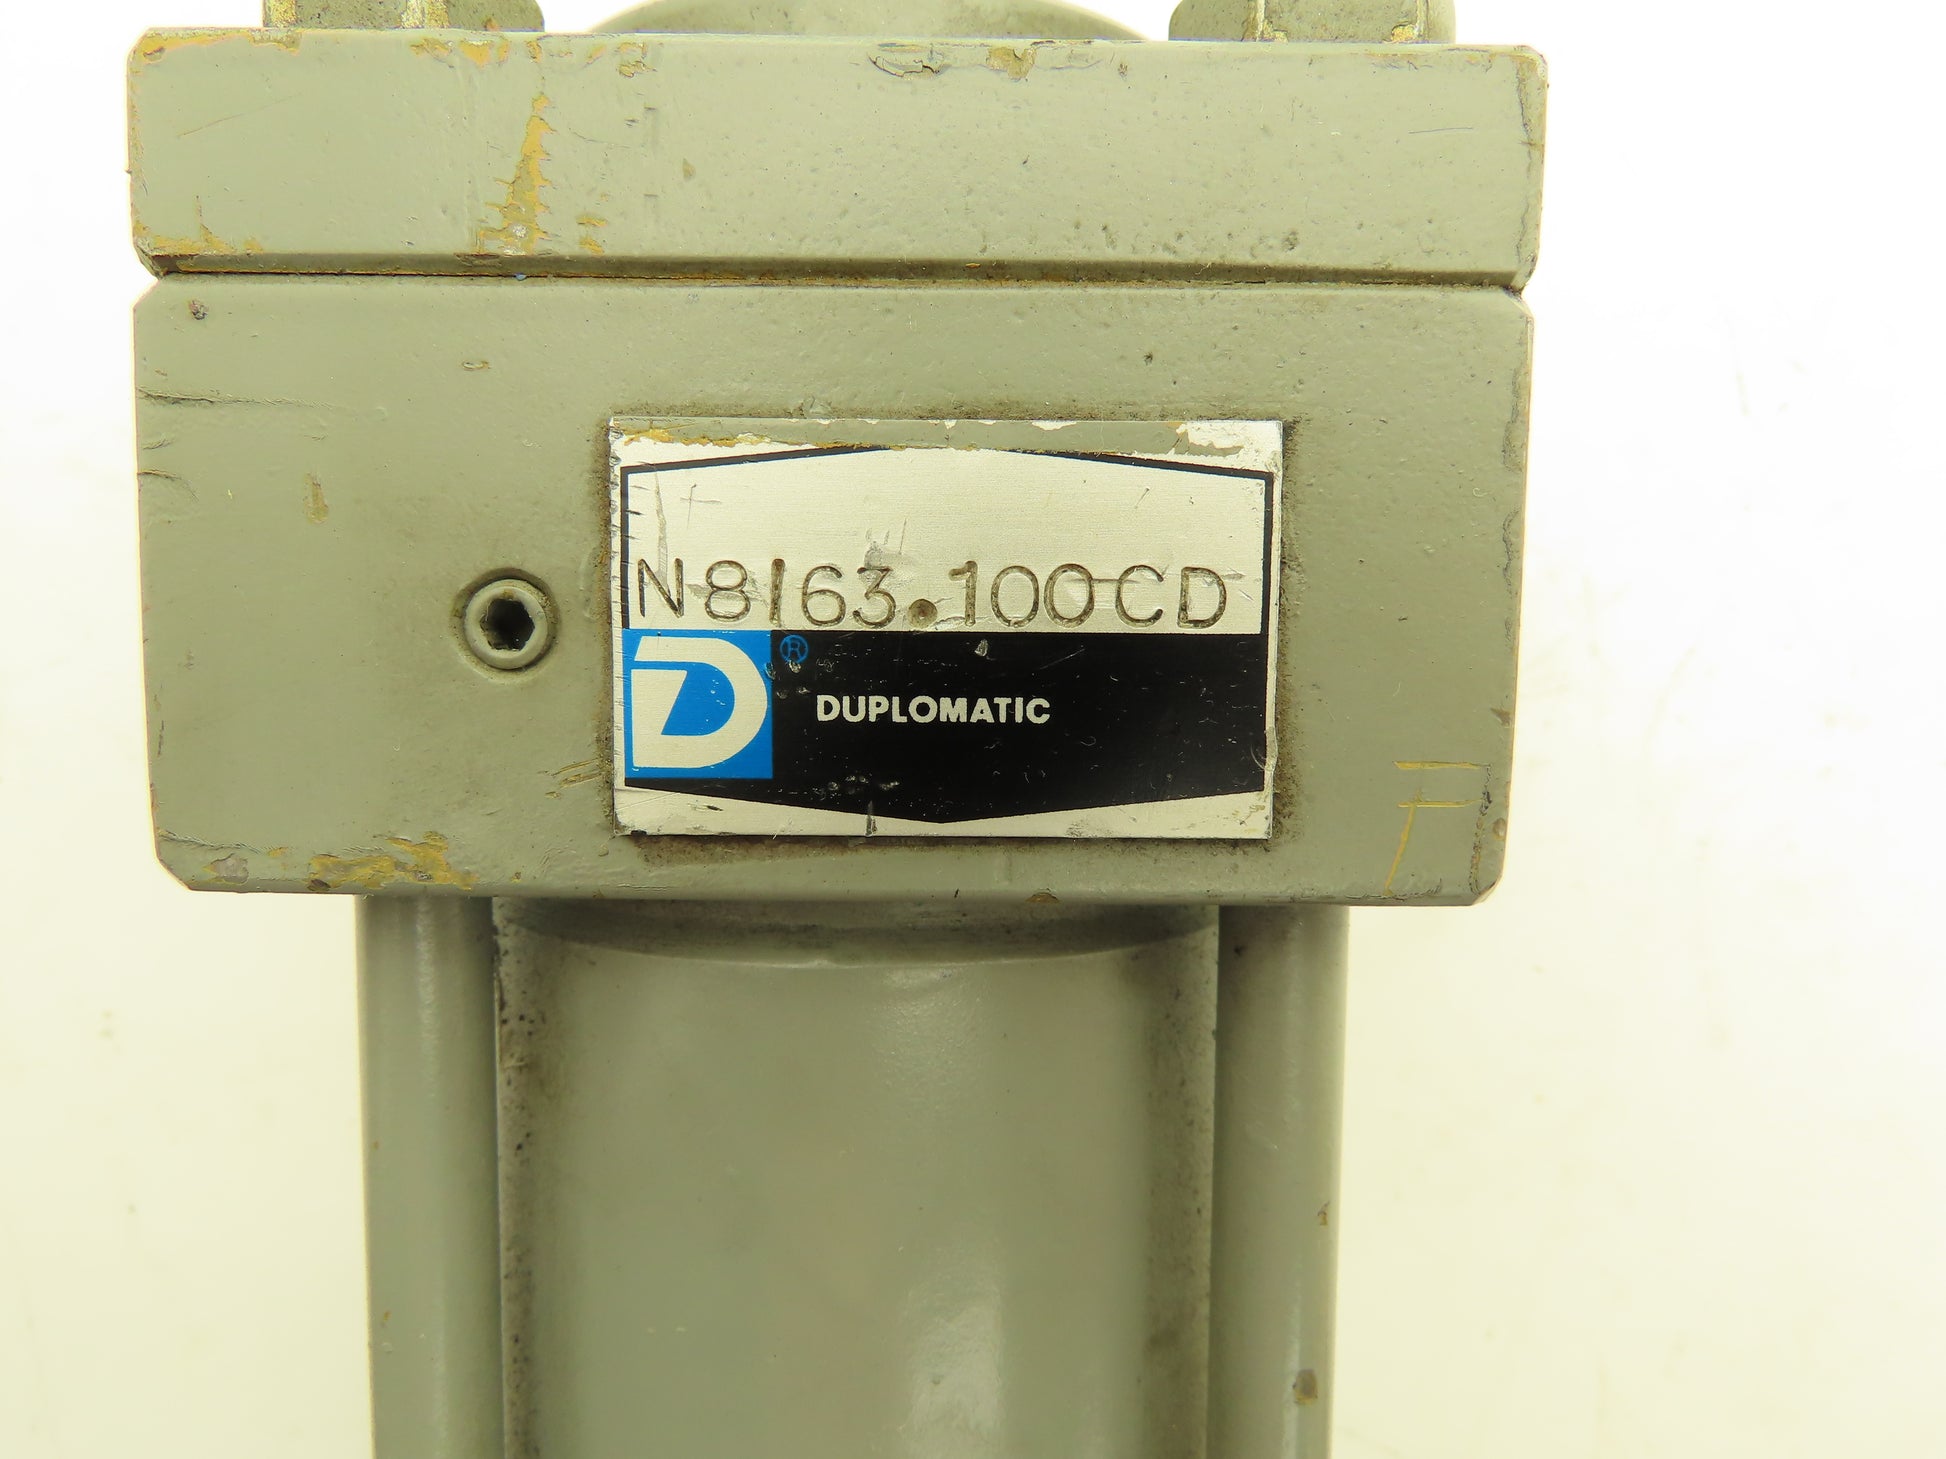 N8163.100CD
D ®
DUPLOMATIC